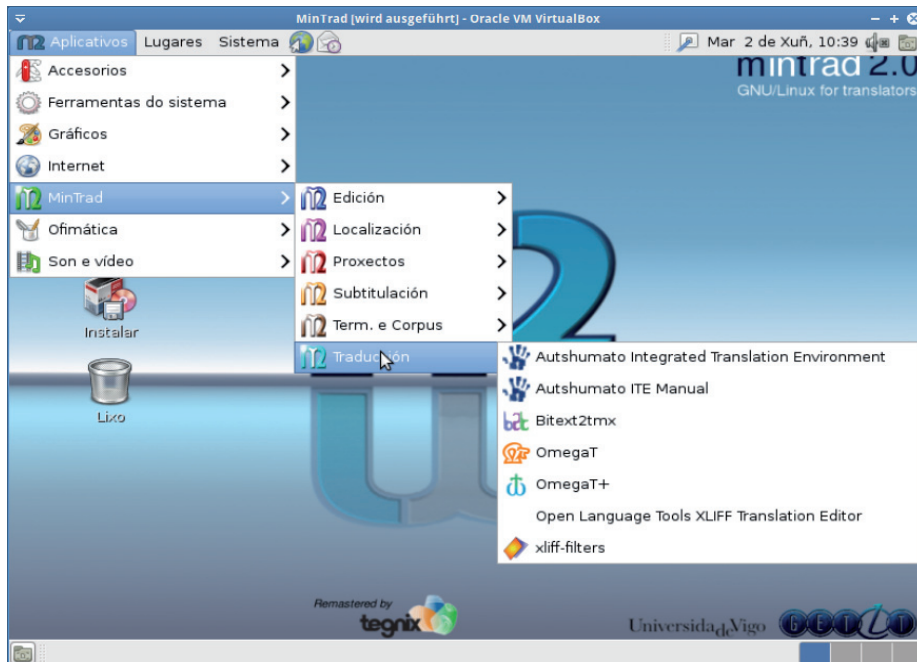 MinTrad [wird ausgeführt] - Oracle VM VirtualBox
Aplicativos Lugares Sistema Mar 2 de Xuñ, 10:39
mintrad 2.0
GNU/Linux for translators
Accesorios
Ferramentas do sistema
Gráficos
Internet
MinTrad
Ofimática
Son e vídeo
Edición
Localización
Proxectos
Subtitulación
Term. e Corpus
Traducción
Autshumato Integrated Translation Environment
Autshumato ITE Manual
Bitext2tmx
OmegaT
OmegaT+
Open Language Tools XLIFF Translation Editor
xliff-filters
Instalar
Lixo
Remastered by
tegnix
Universidade de Vigo